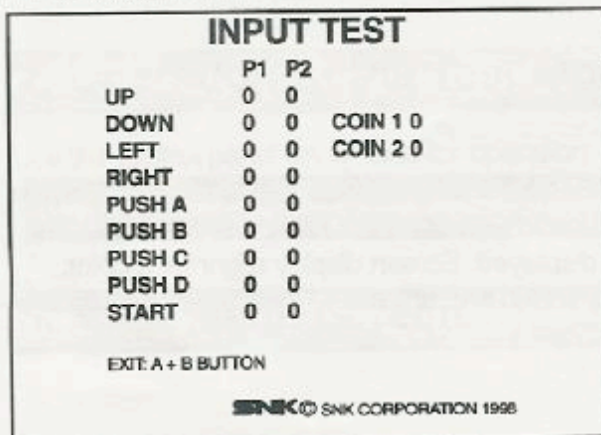 INPUT TEST
P1 P2
UP 0 0
DOWN 0 0 COIN 1 0
LEFT 0 0 COIN 2 0
RIGHT 0 0
PUSH A 0 0
PUSH B 0 0
PUSH C 0 0
PUSH D 0 0
START 0 0
EXIT: A + B BUTTON
SNK © SNK CORPORATION 1998